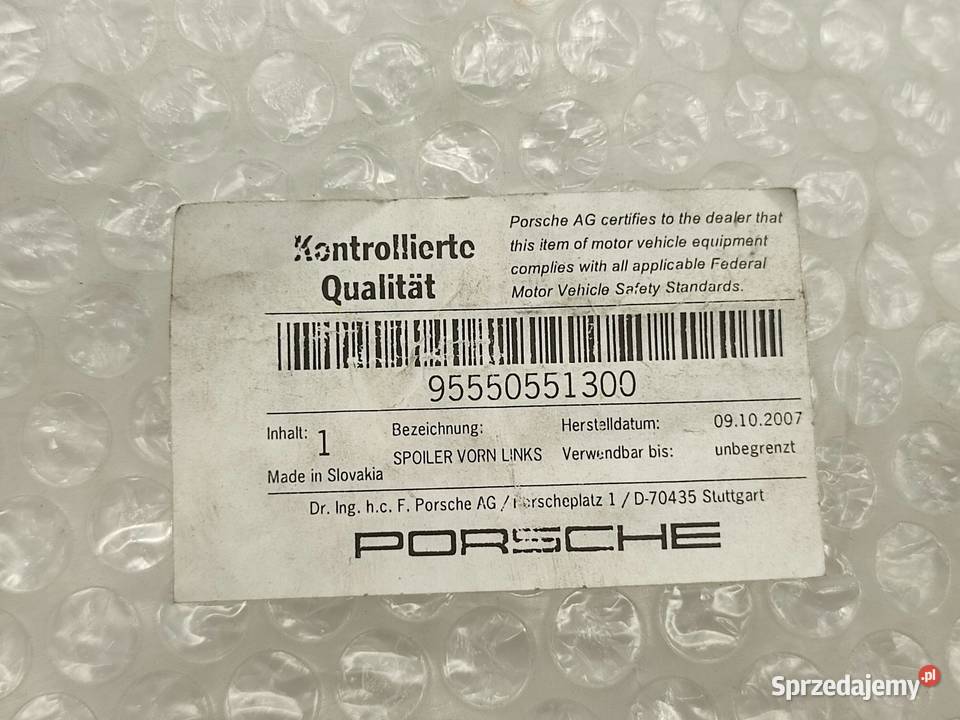 Kontrollierte
Qualität
Porsche AG certifies to the dealer that
this item of motor vehicle equipment
complies with all applicable Federal
Motor Vehicle Safety Standards.
95550551300
Inhalt: 1
Made in Slovakia
Bezeichnung:
SPOILER VORN LINKS
Herstelldatum: 09.10.2007
Verwendbar bis: unbegrenzt
Dr. Ing. h.c. F. Porsche AG / Porscheplatz 1 / D-70435 Stuttgart
PORSCHE
Sprzedajemy.pl